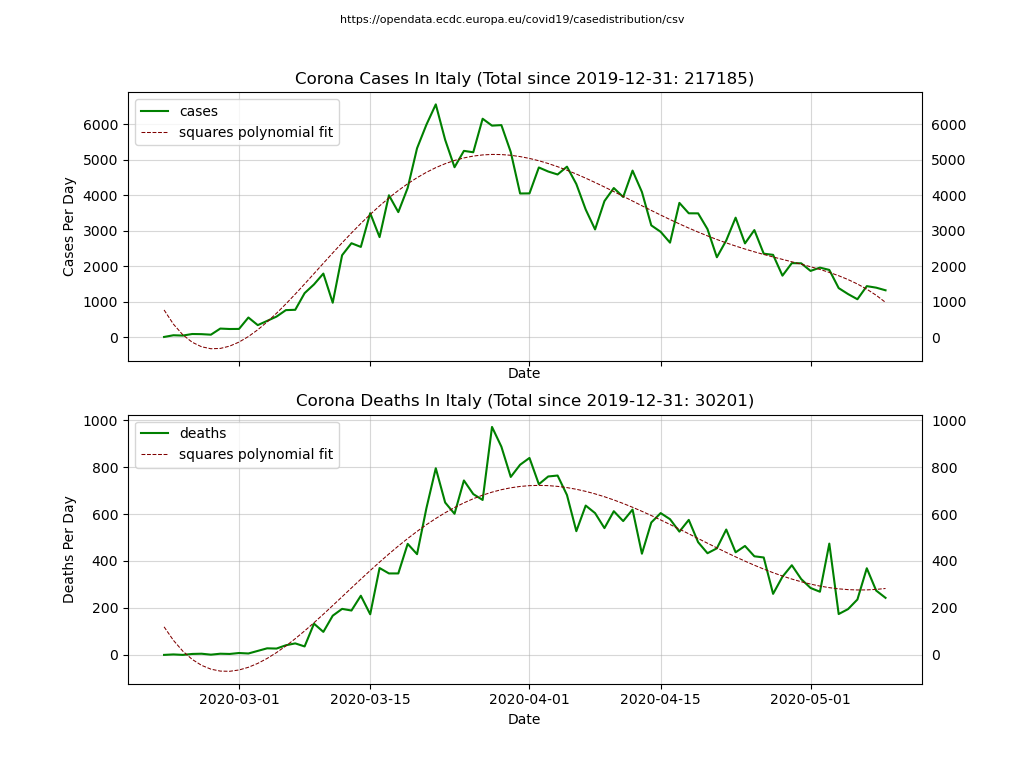 https://opendata.ecdc.europa.eu/covid19/casedistribution/csv
Corona Cases In Italy (Total since 2019-12-31: 217185)
cases
squares polynomial fit
Cases Per Day
6000
5000
4000
3000
2000
1000
0
6000
5000
4000
3000
2000
1000
0
Date
Corona Deaths In Italy (Total since 2019-12-31: 30201)
deaths
squares polynomial fit
Deaths Per Day
1000
800
600
400
200
0
1000
800
600
400
200
0
2020-03-01 2020-03-15 2020-04-01 2020-04-15 2020-05-01
Date